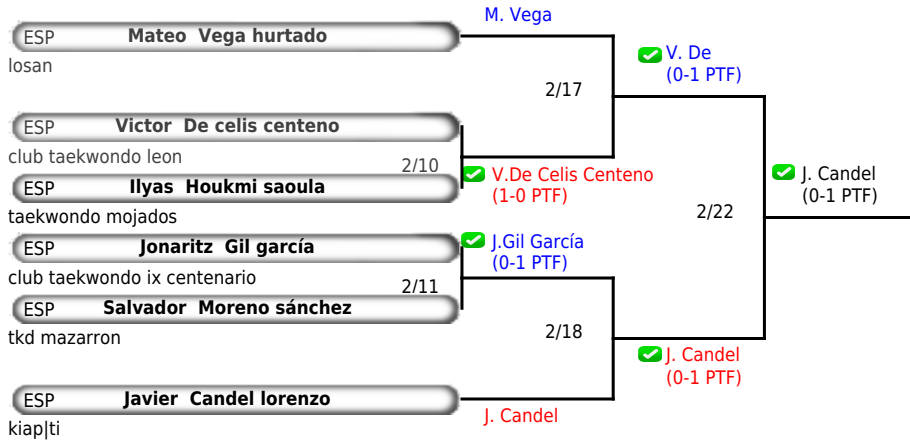 M. Vega
ESP Mateo Vega hurtado
losan
V. De
(0-1 PTF)
2/17
ESP Victor De celis centeno
club taekwondo leon
2/10
V.De Celis Centeno
(1-0 PTF)
ESP Ilyas Houkmi saoula
taekwondo mojados
J. Candel
(0-1 PTF)
2/22
ESP Jonaritz Gil garcía
club taekwondo ix centenario
J.Gil García
(0-1 PTF)
2/11
ESP Salvador Moreno sánchez
tkd mazarron
2/18
J. Candel
(0-1 PTF)
ESP Javier Candel lorenzo
kiap|ti
J. Candel